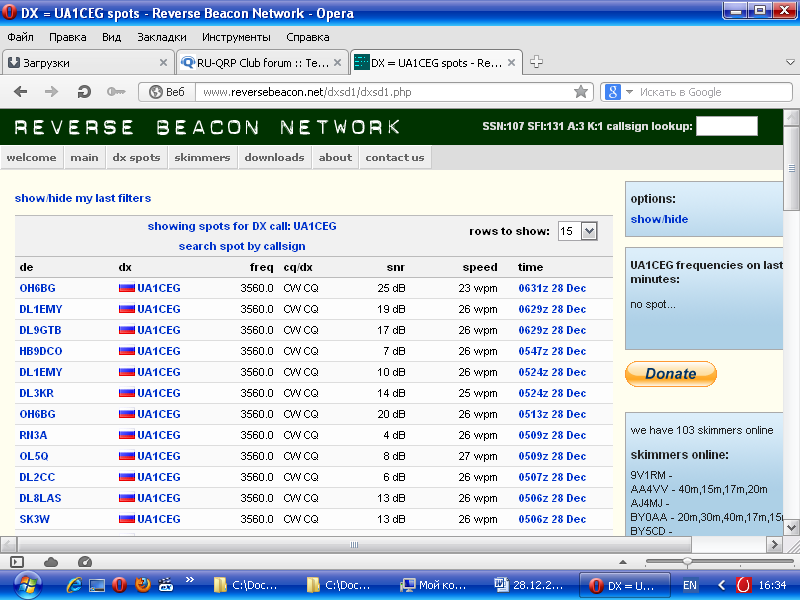 DX = UA1CEG spots - Reverse Beacon Network - Opera
Файл Правка Вид Закладки Инструменты Справка
Загрузки RU-QRP Club forum :: Те... DX = UA1CEG spots - Re...
Веб www.reversebeacon.net/dxsd1/dxsd1.php Искать в Google
REVERSE BEACON NETWORK SSN:107 SFI:131 A:3 K:1 callsign lookup:
welcome main dx spots skimmers downloads about contact us
show/hide my last filters
showing spots for DX call: UA1CEG
search spot by callsign
rows to show: 15
de dx freq cq/dx snr speed time
OH6BG UA1CEG 3560.0 CW CQ 25 dB 23 wpm 0631z 28 Dec
DL1EMY UA1CEG 3560.0 CW CQ 19 dB 26 wpm 0629z 28 Dec
DL9GTB UA1CEG 3560.0 CW CQ 17 dB 26 wpm 0629z 28 Dec
HB9DCO UA1CEG 3560.0 CW CQ 7 dB 26 wpm 0547z 28 Dec
DL1EMY UA1CEG 3560.0 CW CQ 10 dB 26 wpm 0524z 28 Dec
DL3KR UA1CEG 3560.0 CW CQ 14 dB 25 wpm 0524z 28 Dec
OH6BG UA1CEG 3560.0 CW CQ 20 dB 26 wpm 0513z 28 Dec
RN3A UA1CEG 3560.0 CW CQ 4 dB 26 wpm 0509z 28 Dec
OL5Q UA1CEG 3560.0 CW CQ 8 dB 27 wpm 0509z 28 Dec
DL2CC UA1CEG 3560.0 CW CQ 6 dB 26 wpm 0507z 28 Dec
DL8LAS UA1CEG 3560.0 CW CQ 13 dB 26 wpm 0506z 28 Dec
SK3W UA1CEG 3560.0 CW CQ 13 dB 26 wpm 0506z 28 Dec
options:
show/hide
UA1CEG frequencies on last
minutes:
no spot...
Donate
we have 103 skimmers online
skimmers online:
9V1RM -
AA4VV - 40m,15m,17m,20m
AJ4MJ -
BY0AA - 20m,30m,40m,17m,15m
BY5CD -
C:\Doc... C:\Doc... Мой ко... 28.12.2... DX = U... EN 16:34